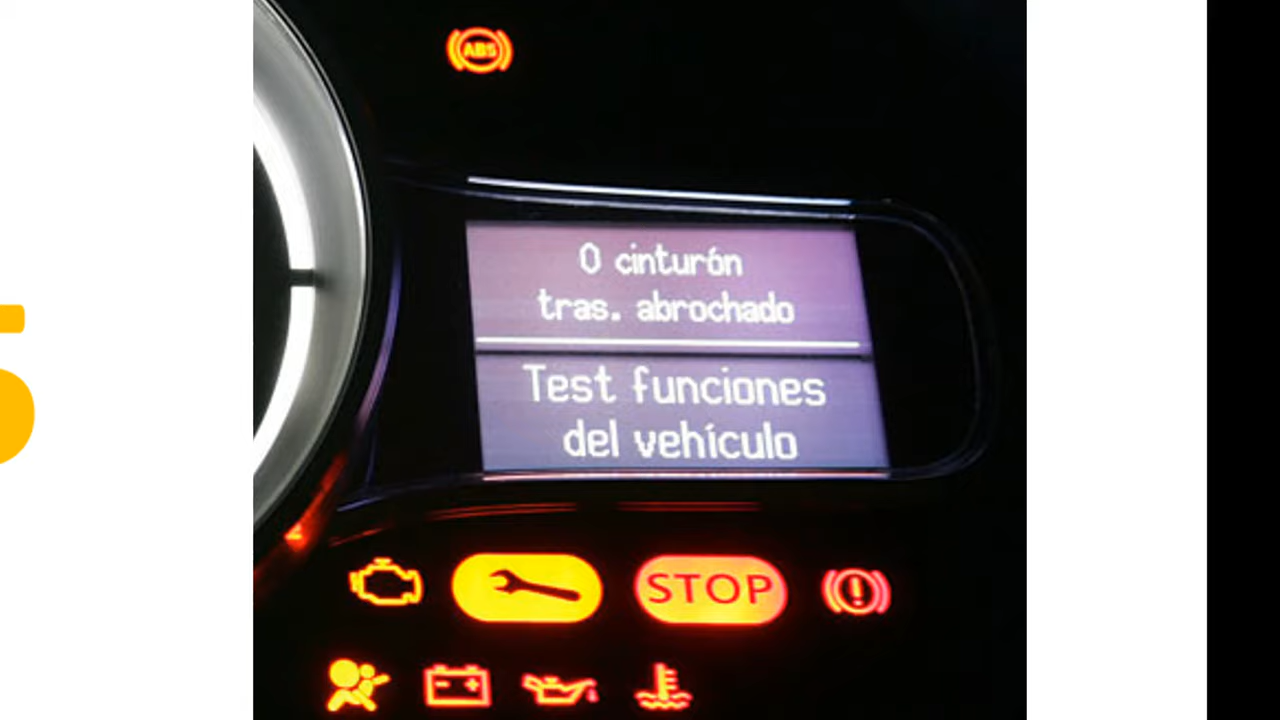 ABS
0 cinturón
tras. abrochado
Test funciones
del vehículo
STOP